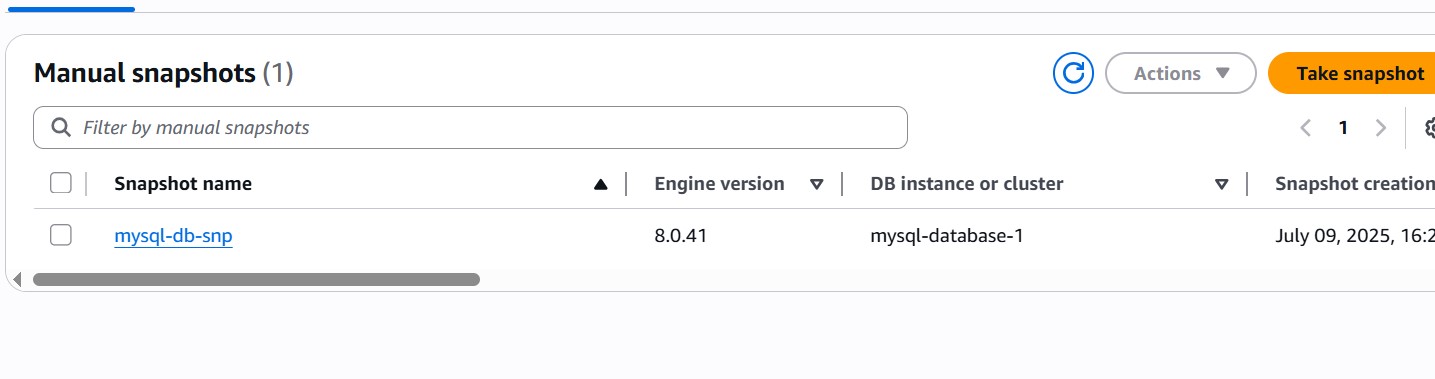 Manual snapshots (1)
Actions
Take snapshot
Filter by manual snapshots
1
Snapshot name Engine version DB instance or cluster Snapshot creation
mysql-db-snp 8.0.41 mysql-database-1 July 09, 2025, 16:2